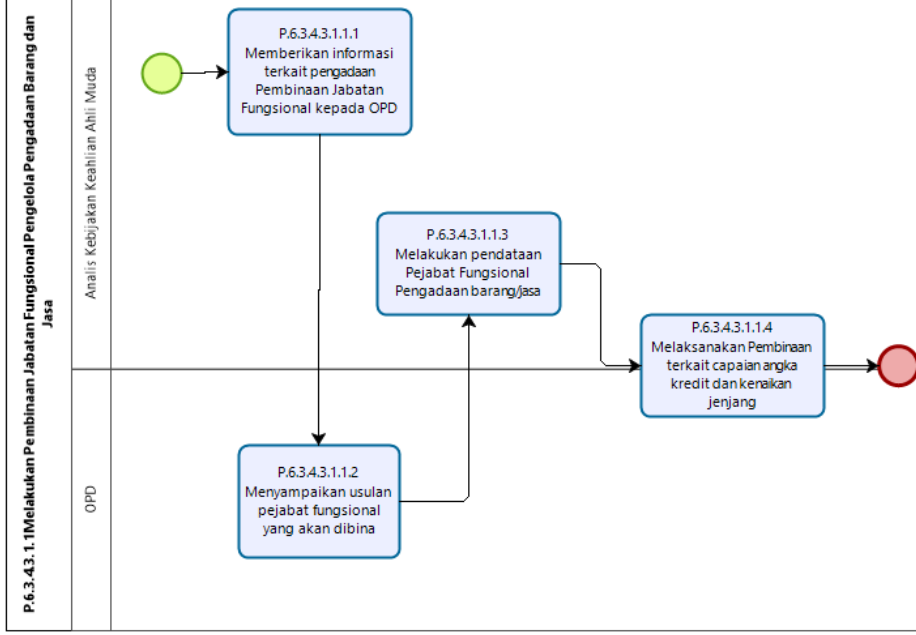 P.6.3.4.3.1.1Melakukan Pembinaan Jabatan Fungsional Pengelola Pengadaan Barang dan
Jasa
Analis Kebijakan Keahlian Ahli Muda
P.6.3.4.3.1.1.1
Memberikan informasi
terkait pengadaan
Pembinaan Jabatan
Fungsional kepada OPD
P.6.3.4.3.1.1.3
Melakukan pendataan
Pejabat Fungsional
Pengadaan barang/jasa
P.6.3.4.3.1.1.4
Melaksanakan Pembinaan
terkait capaian angka
kredit dan kenaikan
jenjang
OPD
P.6.3.4.3.1.1.2
Menyampaikan usulan
pejabat fungsional
yang akan dibina